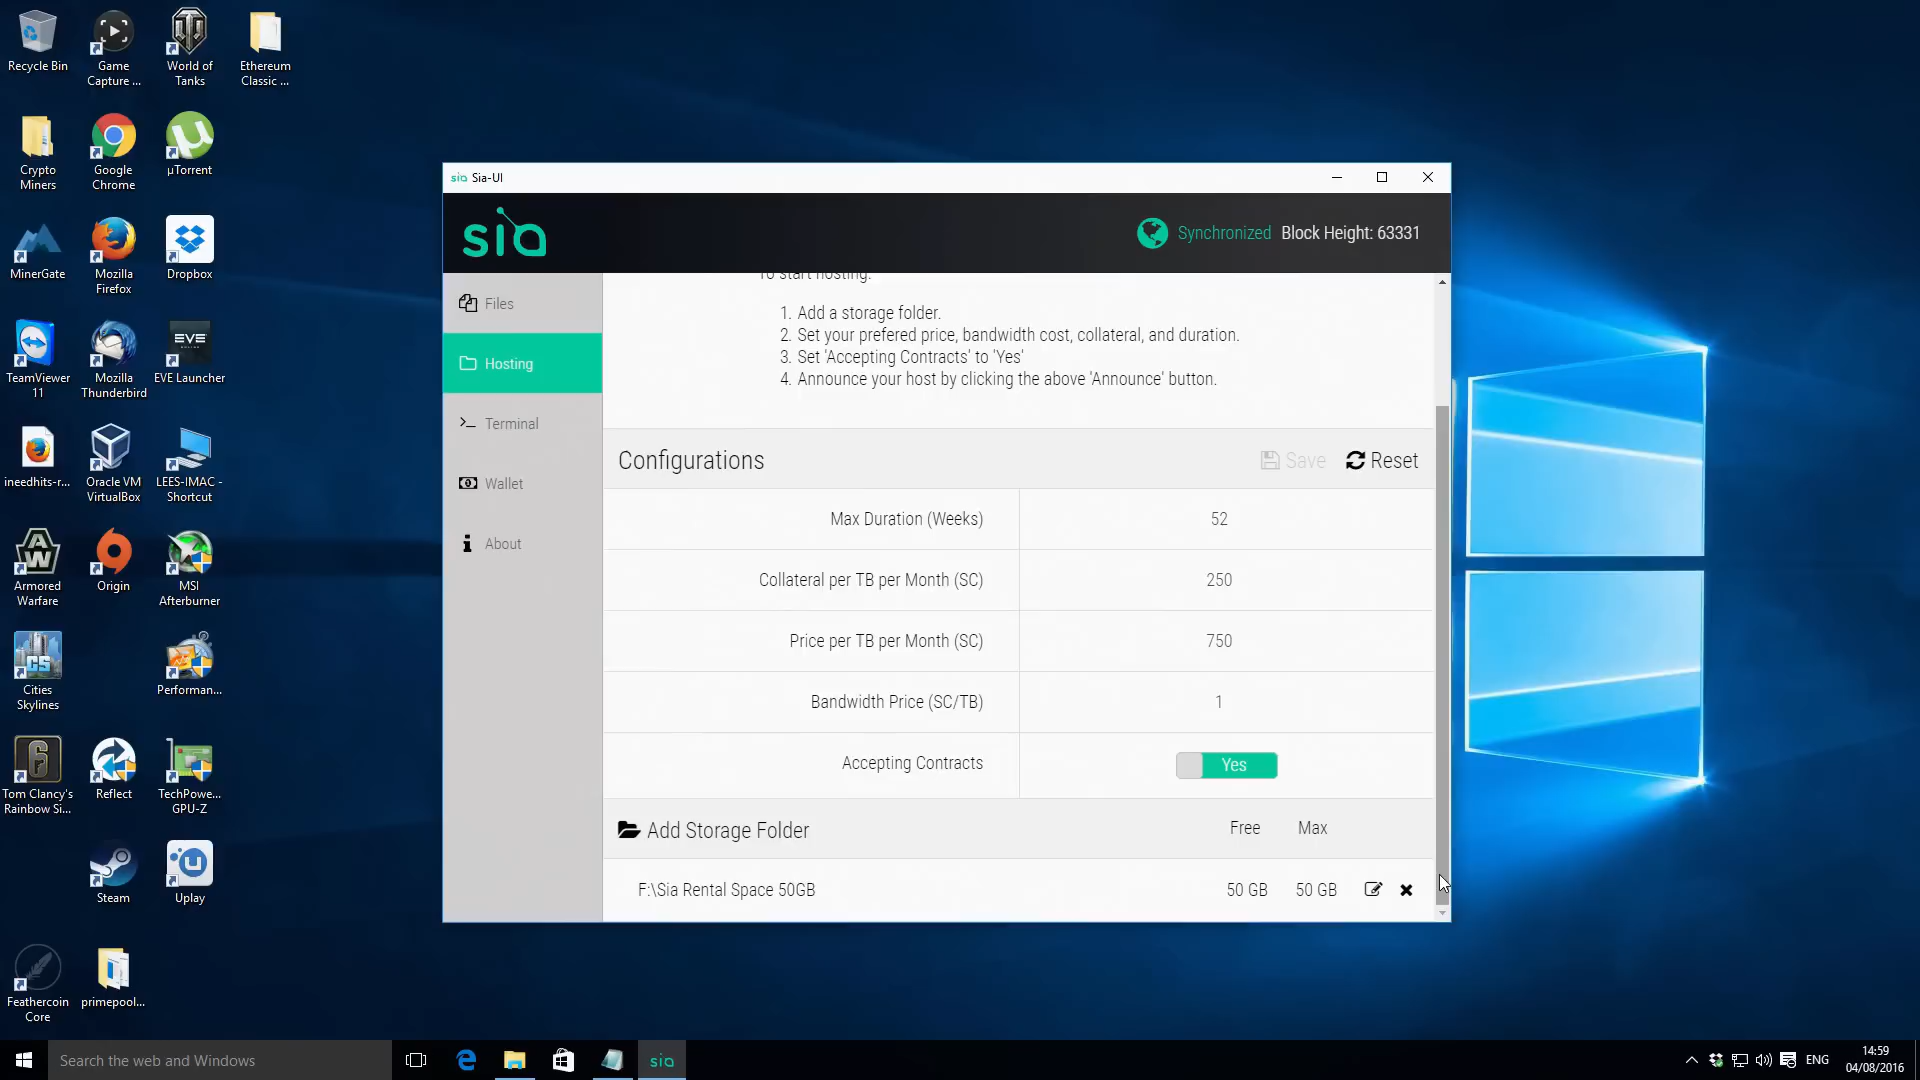 Recycle Bin
Game
Capture ...
World of
Tanks
Ethereum
Classic ...
Crypto
Miners
Google
Chrome
µTorrent
MinerGate
Mozilla
Firefox
Dropbox
TeamViewer
11
Mozilla
Thunderbird
EVE
EVE Launcher
ineedhits-r...
Oracle VM
VirtualBox
LEES-IMAC -
Shortcut
Armored
Warfare
Origin
MSI
Afterburner
Cities
Skylines
Performan...
Tom Clancy's
Rainbow Si...
Reflect
TechPowe...
GPU-Z
Steam
Uplay
Feathercoin
Core
primepool...
sia Sia-UI
sia
Synchronized Block Height: 63331
Files
Hosting
Terminal
Wallet
About
To start hosting:
1. Add a storage folder.
2. Set your prefered price, bandwidth cost, collateral, and duration.
3. Set 'Accepting Contracts' to 'Yes'
4. Announce your host by clicking the above 'Announce' button.
Configurations Save Reset
Max Duration (Weeks) 52
Collateral per TB per Month (SC) 250
Price per TB per Month (SC) 750
Bandwidth Price (SC/TB) 1
Accepting Contracts Yes
Add Storage Folder Free Max
F:\Sia Rental Space 50GB 50 GB 50 GB
Search the web and Windows
sia
ENG
14:59
04/08/2016